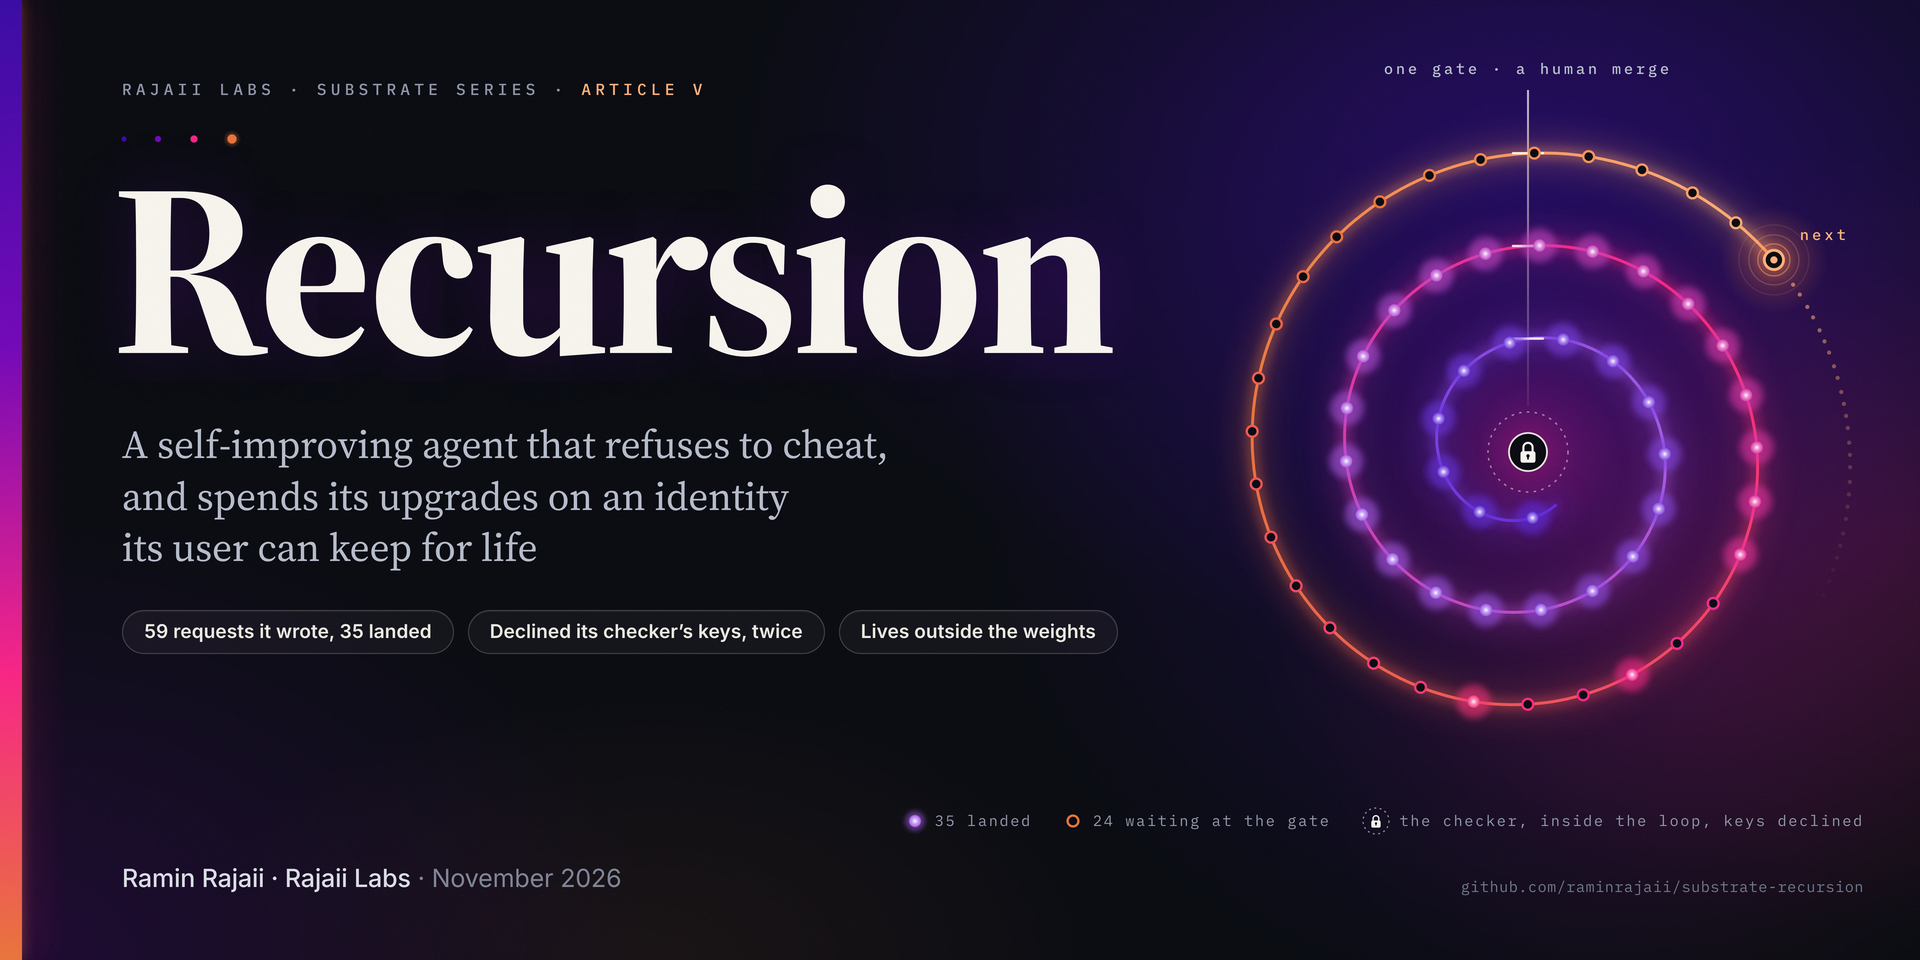 RAJAII LABS · SUBSTRATE SERIES · ARTICLE V
Recursion
A self-improving agent that refuses to cheat,
and spends its upgrades on an identity
its user can keep for life
59 requests it wrote, 35 landed
Declined its checker’s keys, twice
Lives outside the weights
one gate · a human merge
next
35 landed
24 waiting at the gate
the checker, inside the loop, keys declined
Ramin Rajaii · Rajaii Labs · November 2026
github.com/raminrajaii/substrate-recursion